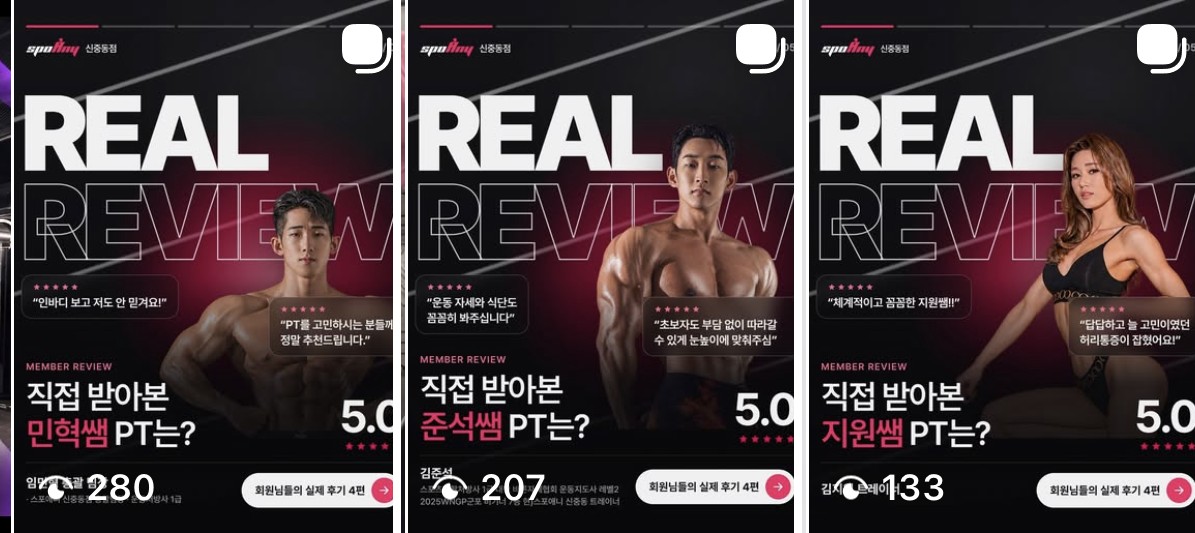 spoany 신중동점
REAL
REVIEW
"인바디 보고 저도 안 믿겨요!"
"PT를 고민하시는 분들께
정말 추천드립니다."
MEMBER REVIEW
직접 받아본
민혁쌤 PT는?
5.0
280
회원님들의 실제 후기 4편
spoany 신중동점
REAL
REVIEW
"운동 자세와 식단도
꼼꼼히 봐주십니다"
"초보자도 부담 없이 따라갈
수 있게 눈높이에 맞춰주심"
MEMBER REVIEW
직접 받아본
준석쌤 PT는?
5.0
김준석
207
회원님들의 실제 후기 4편
spoany 신중동점
REAL
REVIEW
"체계적이고 꼼꼼한 지원쌤!!"
"답답하고 늘 고민이였던
허리통증이 잡혔어요!"
MEMBER REVIEW
직접 받아본
지원쌤 PT는?
5.0
133
회원님들의 실제 후기 4편